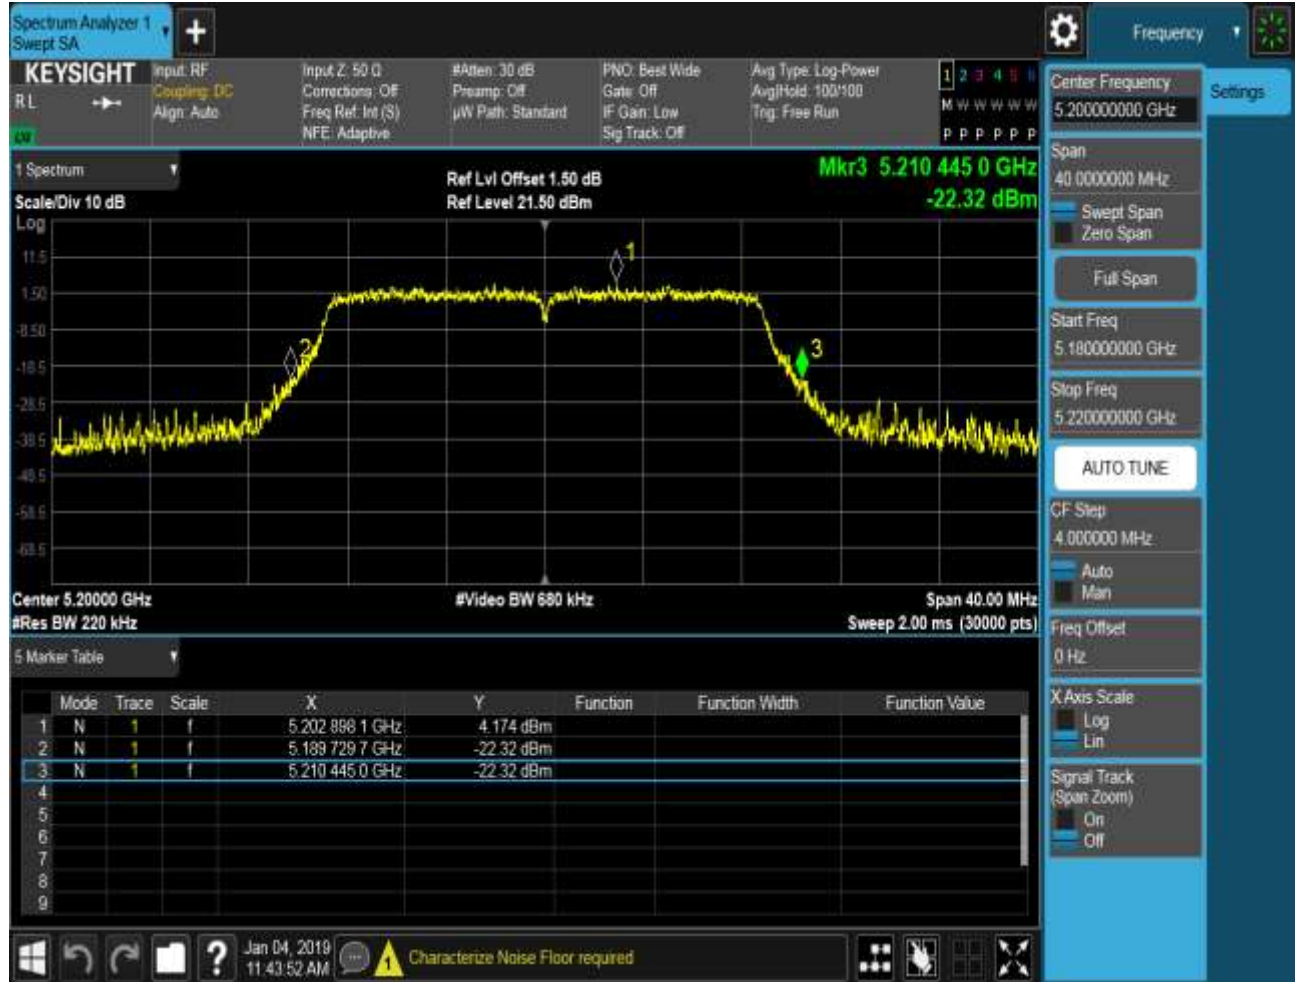 Spectrum Analyzer 1
Swept SA
Frequency
KEYSIGHT
RL
Input: RF
Coupling: DC
Align: Auto
Input Z: 50 Ω
Corrections: Off
Freq Ref: Int (S)
NFE: Adaptive
#Atten: 30 dB
Preamp: Off
µW Path: Standard
PNO: Best Wide
Gate: Off
IF Gain: Low
Sig Track: Off
Avg Type: Log-Power
Avg|Hold: 100/100
Trig: Free Run
1 2 3 4 5 6
M W W W W W
P P P P P P
1 Spectrum
Scale/Div 10 dB
Ref Lvl Offset 1.50 dB
Ref Level 21.50 dBm
Mkr3 5.210 445 0 GHz
-22.32 dBm
Log
11.5
1.50
-8.50
-18.5
-28.5
-38.5
-48.5
-58.5
-68.5
1
2
3
Center 5.20000 GHz
#Video BW 680 kHz
Span 40.00 MHz
#Res BW 220 kHz
Sweep 2.00 ms (30000 pts)
5 Marker Table
Mode Trace Scale X Y Function Function Width Function Value
1 N 1 f 5.202 898 1 GHz 4.174 dBm
2 N 1 f 5.189 729 7 GHz -22.32 dBm
3 N 1 f 5.210 445 0 GHz -22.32 dBm
4
5
6
7
8
9
Jan 04, 2019
11:43:52 AM
Characterize Noise Floor required
Settings
Center Frequency
5.200000000 GHz
Span
40.0000000 MHz
Swept Span
Zero Span
Full Span
Start Freq
5.180000000 GHz
Stop Freq
5.220000000 GHz
AUTO TUNE
CF Step
4.000000 MHz
Auto
Man
Freq Offset
0 Hz
X Axis Scale
Log
Lin
Signal Track
(Span Zoom)
On
Off